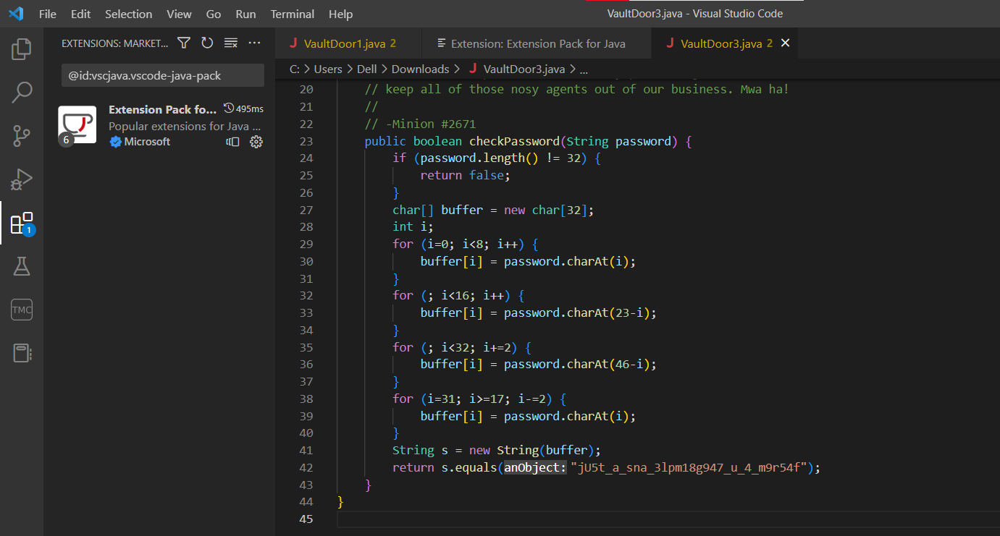 File Edit Selection View Go Run Terminal Help VaultDoor3.java - Visual Studio Code
EXTENSIONS: MARKET...
@id:vscjava.vscode-java-pack
Extension Pack fo... 495ms
Popular extensions for Java ...
Microsoft
6
1
TMC
J VaultDoor1.java 2 Extension: Extension Pack for Java J VaultDoor3.java 2
C: > Users > Dell > Downloads > J VaultDoor3.java > ...
20 // keep all of those nosy agents out of our business. Mwa ha!
21 //
22 // -Minion #2671
23 public boolean checkPassword(String password) {
24 if (password.length() != 32) {
25 return false;
26 }
27 char[] buffer = new char[32];
28 int i;
29 for (i=0; i<8; i++) {
30 buffer[i] = password.charAt(i);
31 }
32 for (; i<16; i++) {
33 buffer[i] = password.charAt(23-i);
34 }
35 for (; i<32; i+=2) {
36 buffer[i] = password.charAt(46-i);
37 }
38 for (i=31; i>=17; i-=2) {
39 buffer[i] = password.charAt(i);
40 }
41 String s = new String(buffer);
42 return s.equals(anObject: "jU5t_a_sna_3lpm18g947_u_4_m9r54f");
43 }
44 }
45